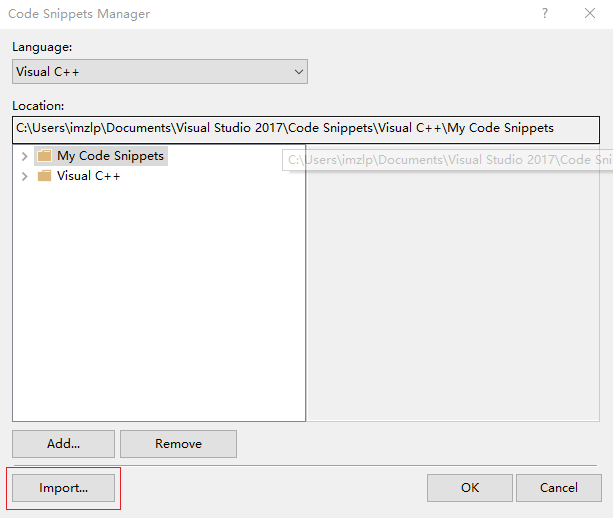 Code Snippets Manager
?
Language:
Visual C++
Location:
C:\Users\imzlp\Documents\Visual Studio 2017\Code Snippets\Visual C++\My Code Snippets
My Code Snippets
C:\Users\imzlp\Documents\Visual Studio 2017\Code Sni
Visual C++
Add...
Remove
Import...
OK
Cancel